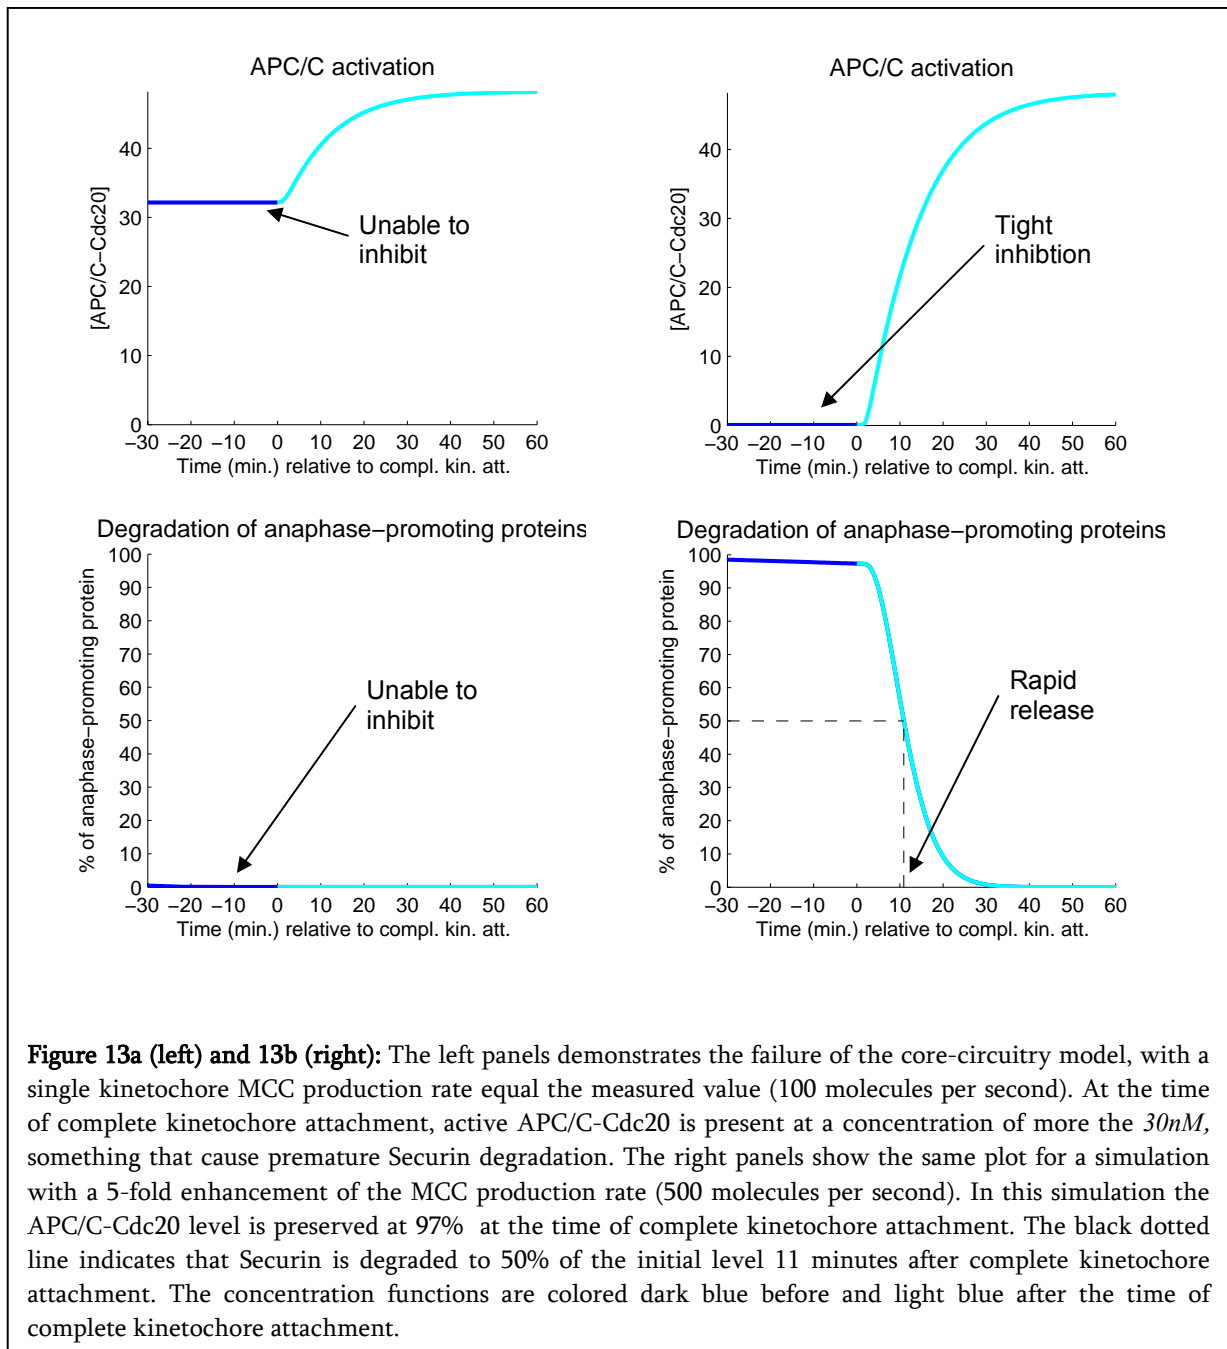 APC/C activation
[APC/C−Cdc20]
40
30
20
10
0
−30 −20 −10 0 10 20 30 40 50 60
Time (min.) relative to compl. kin. att.
Unable to
inhibit
APC/C activation
[APC/C−Cdc20]
40
30
20
10
0
−30 −20 −10 0 10 20 30 40 50 60
Time (min.) relative to compl. kin. att.
Tight
inhibtion
Degradation of anaphase−promoting proteins
% of anaphase−promoting protein
100
90
80
70
60
50
40
30
20
10
0
−30 −20 −10 0 10 20 30 40 50 60
Time (min.) relative to compl. kin. att.
Unable to
inhibit
Degradation of anaphase−promoting proteins
% of anaphase−promoting protein
100
90
80
70
60
50
40
30
20
10
0
−30 −20 −10 0 10 20 30 40 50 60
Time (min.) relative to compl. kin. att.
Rapid
release
Figure 13a (left) and 13b (right): The left panels demonstrates the failure of the core-circuitry model, with a
single kinetochore MCC production rate equal the measured value (100 molecules per second). At the time
of complete kinetochore attachment, active APC/C-Cdc20 is present at a concentration of more the 30nM,
something that cause premature Securin degradation. The right panels show the same plot for a simulation
with a 5-fold enhancement of the MCC production rate (500 molecules per second). In this simulation the
APC/C-Cdc20 level is preserved at 97% at the time of complete kinetochore attachment. The black dotted
line indicates that Securin is degraded to 50% of the initial level 11 minutes after complete kinetochore
attachment. The concentration functions are colored dark blue before and light blue after the time of
complete kinetochore attachment.